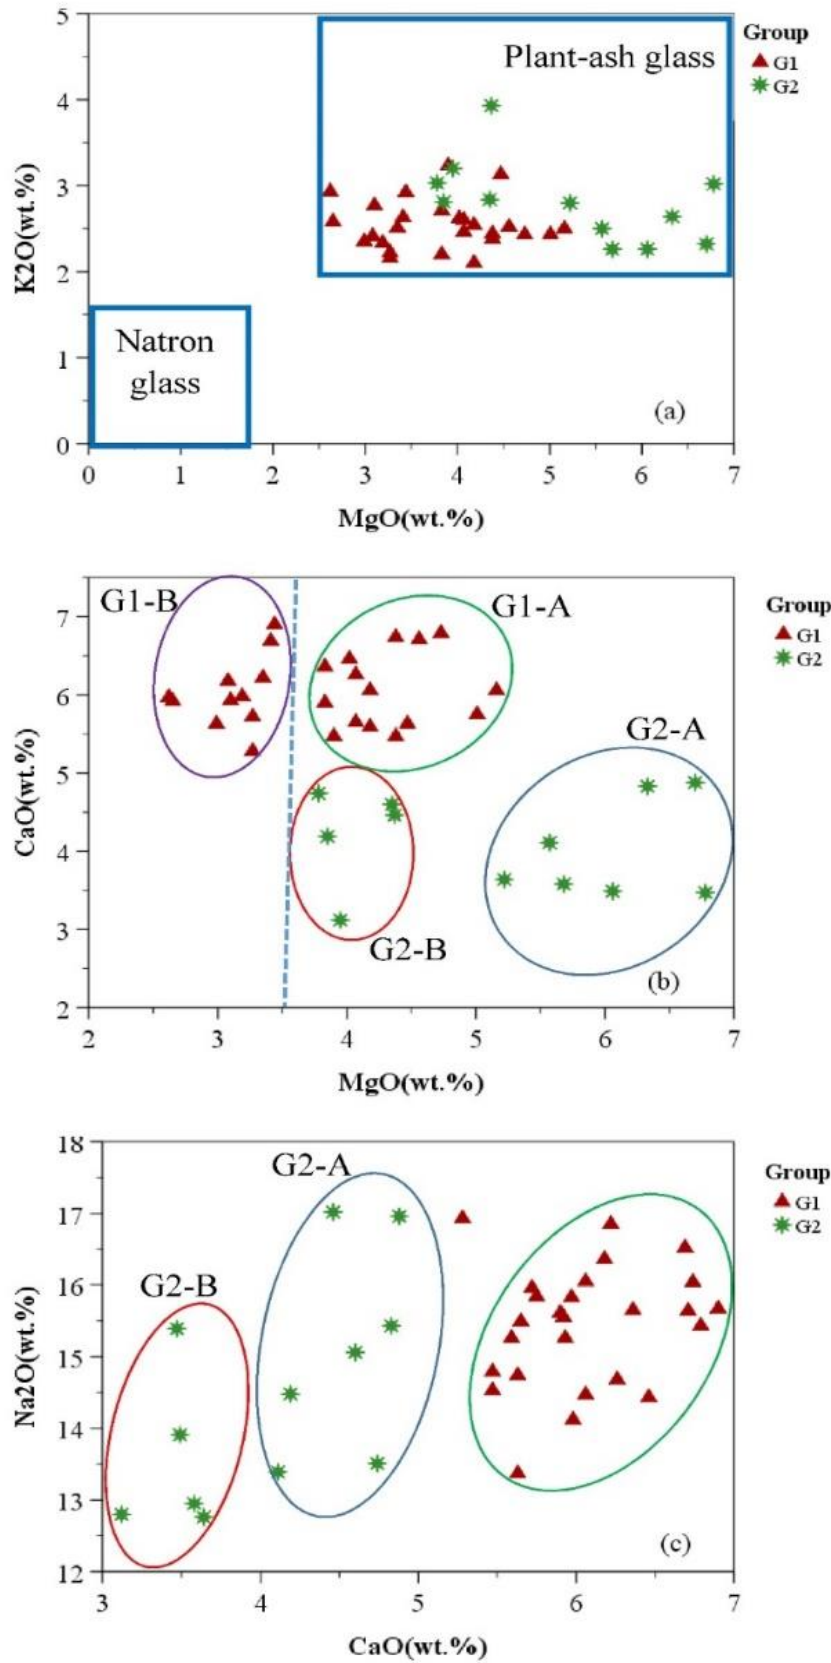 5
4
3
2
1
0
K2O(wt.%)
Plant-ash glass
Natron
glass
(a)
0 1 2 3 4 5 6 7
MgO(wt.%)
Group
G1
G2
7
6
5
4
3
2
CaO(wt.%)
G1-B
G1-A
G2-A
G2-B
(b)
2 3 4 5 6 7
MgO(wt.%)
Group
G1
G2
18
17
16
15
14
13
12
Na2O(wt.%)
G2-A
G2-B
(c)
3 4 5 6 7
CaO(wt.%)
Group
G1
G2